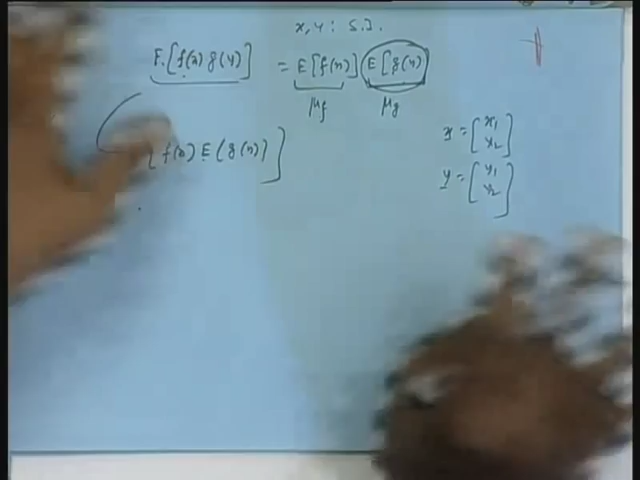 x, y : S.I.
E[f(x) g(y)] = E[f(x)] E[g(y)]
μf μg
[f(x) E(g(x))]
x = [x1 x2]
y = [y1 y2]